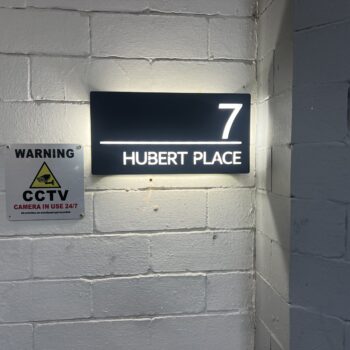 7
HUBERT PLACE
WARNING
CCTV
CAMERA IN USE 24/7